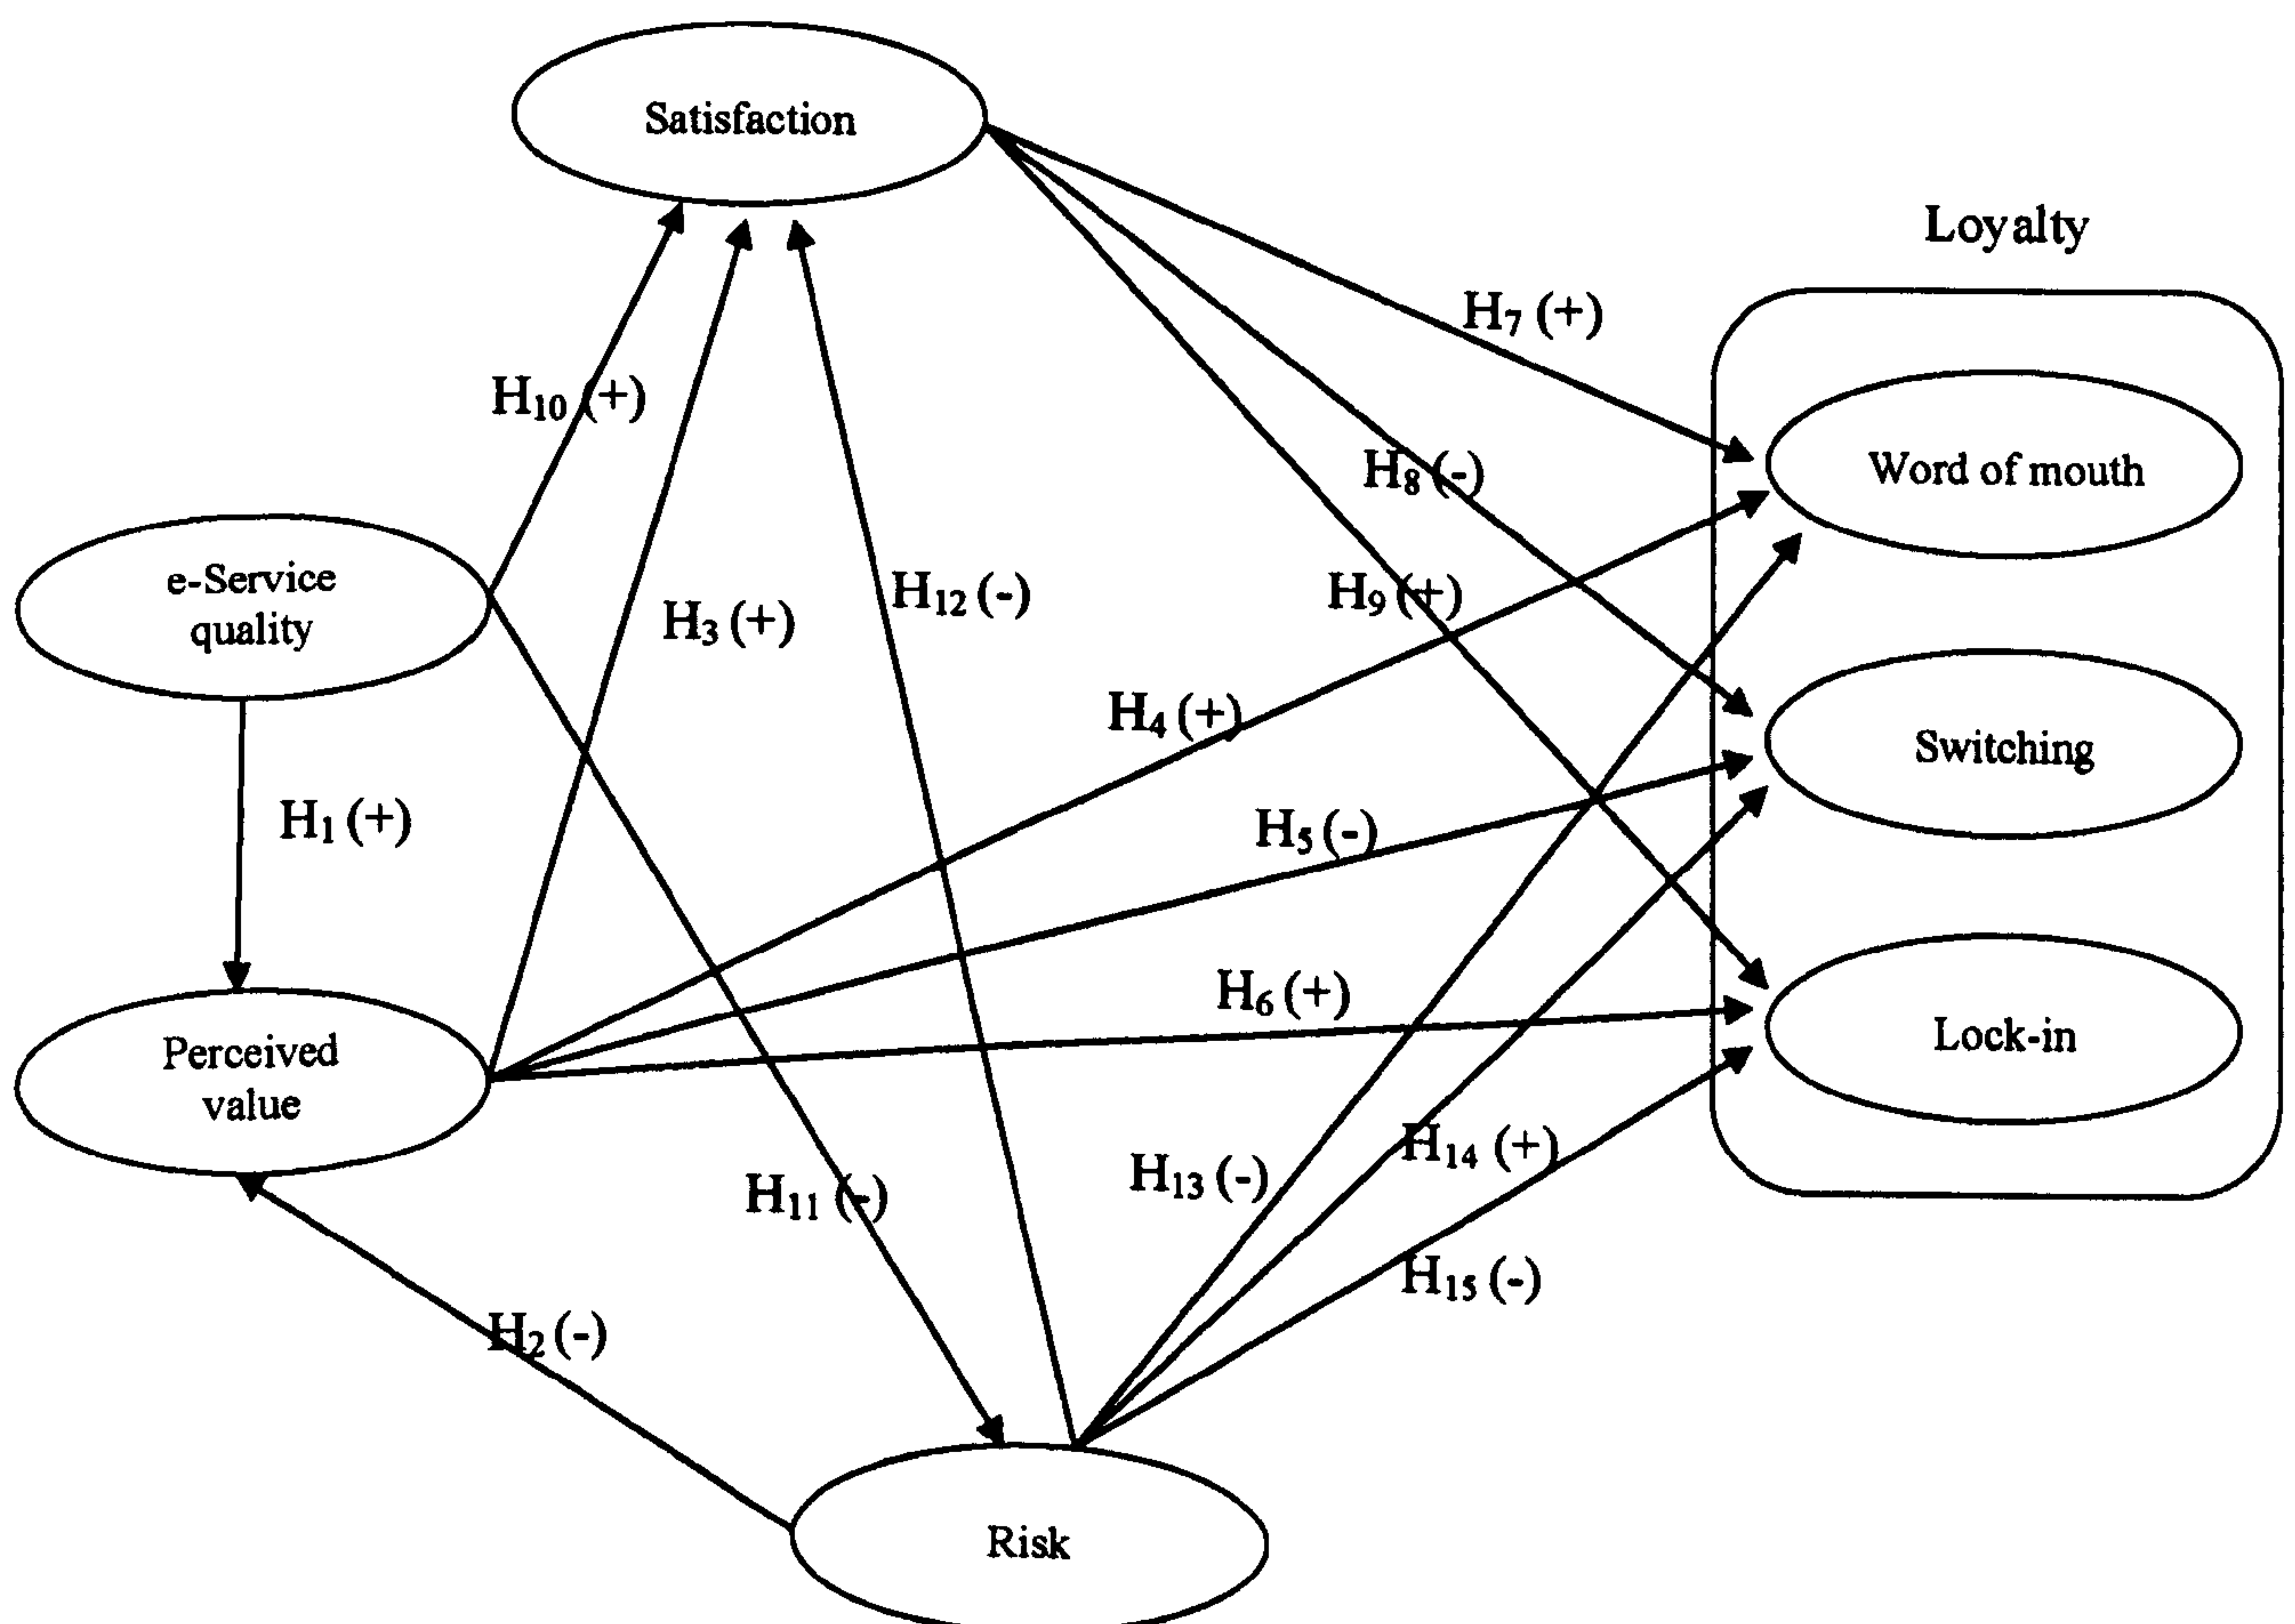 Satisfaction
Loyalty
H₇ (+)
H₁₀ (+)
H₈ (-)
Word of mouth
e-Service
quality
H₃ (+)
H₁₂ (-)
H₉ (+)
H₄ (+)
Switching
H₁ (+)
H₅ (-)
H₆ (+)
Lock-in
Perceived
value
H₁₁ (-)
H₁₃ (-)
H₁₄ (+)
H₁₅ (-)
H₂ (-)
Risk